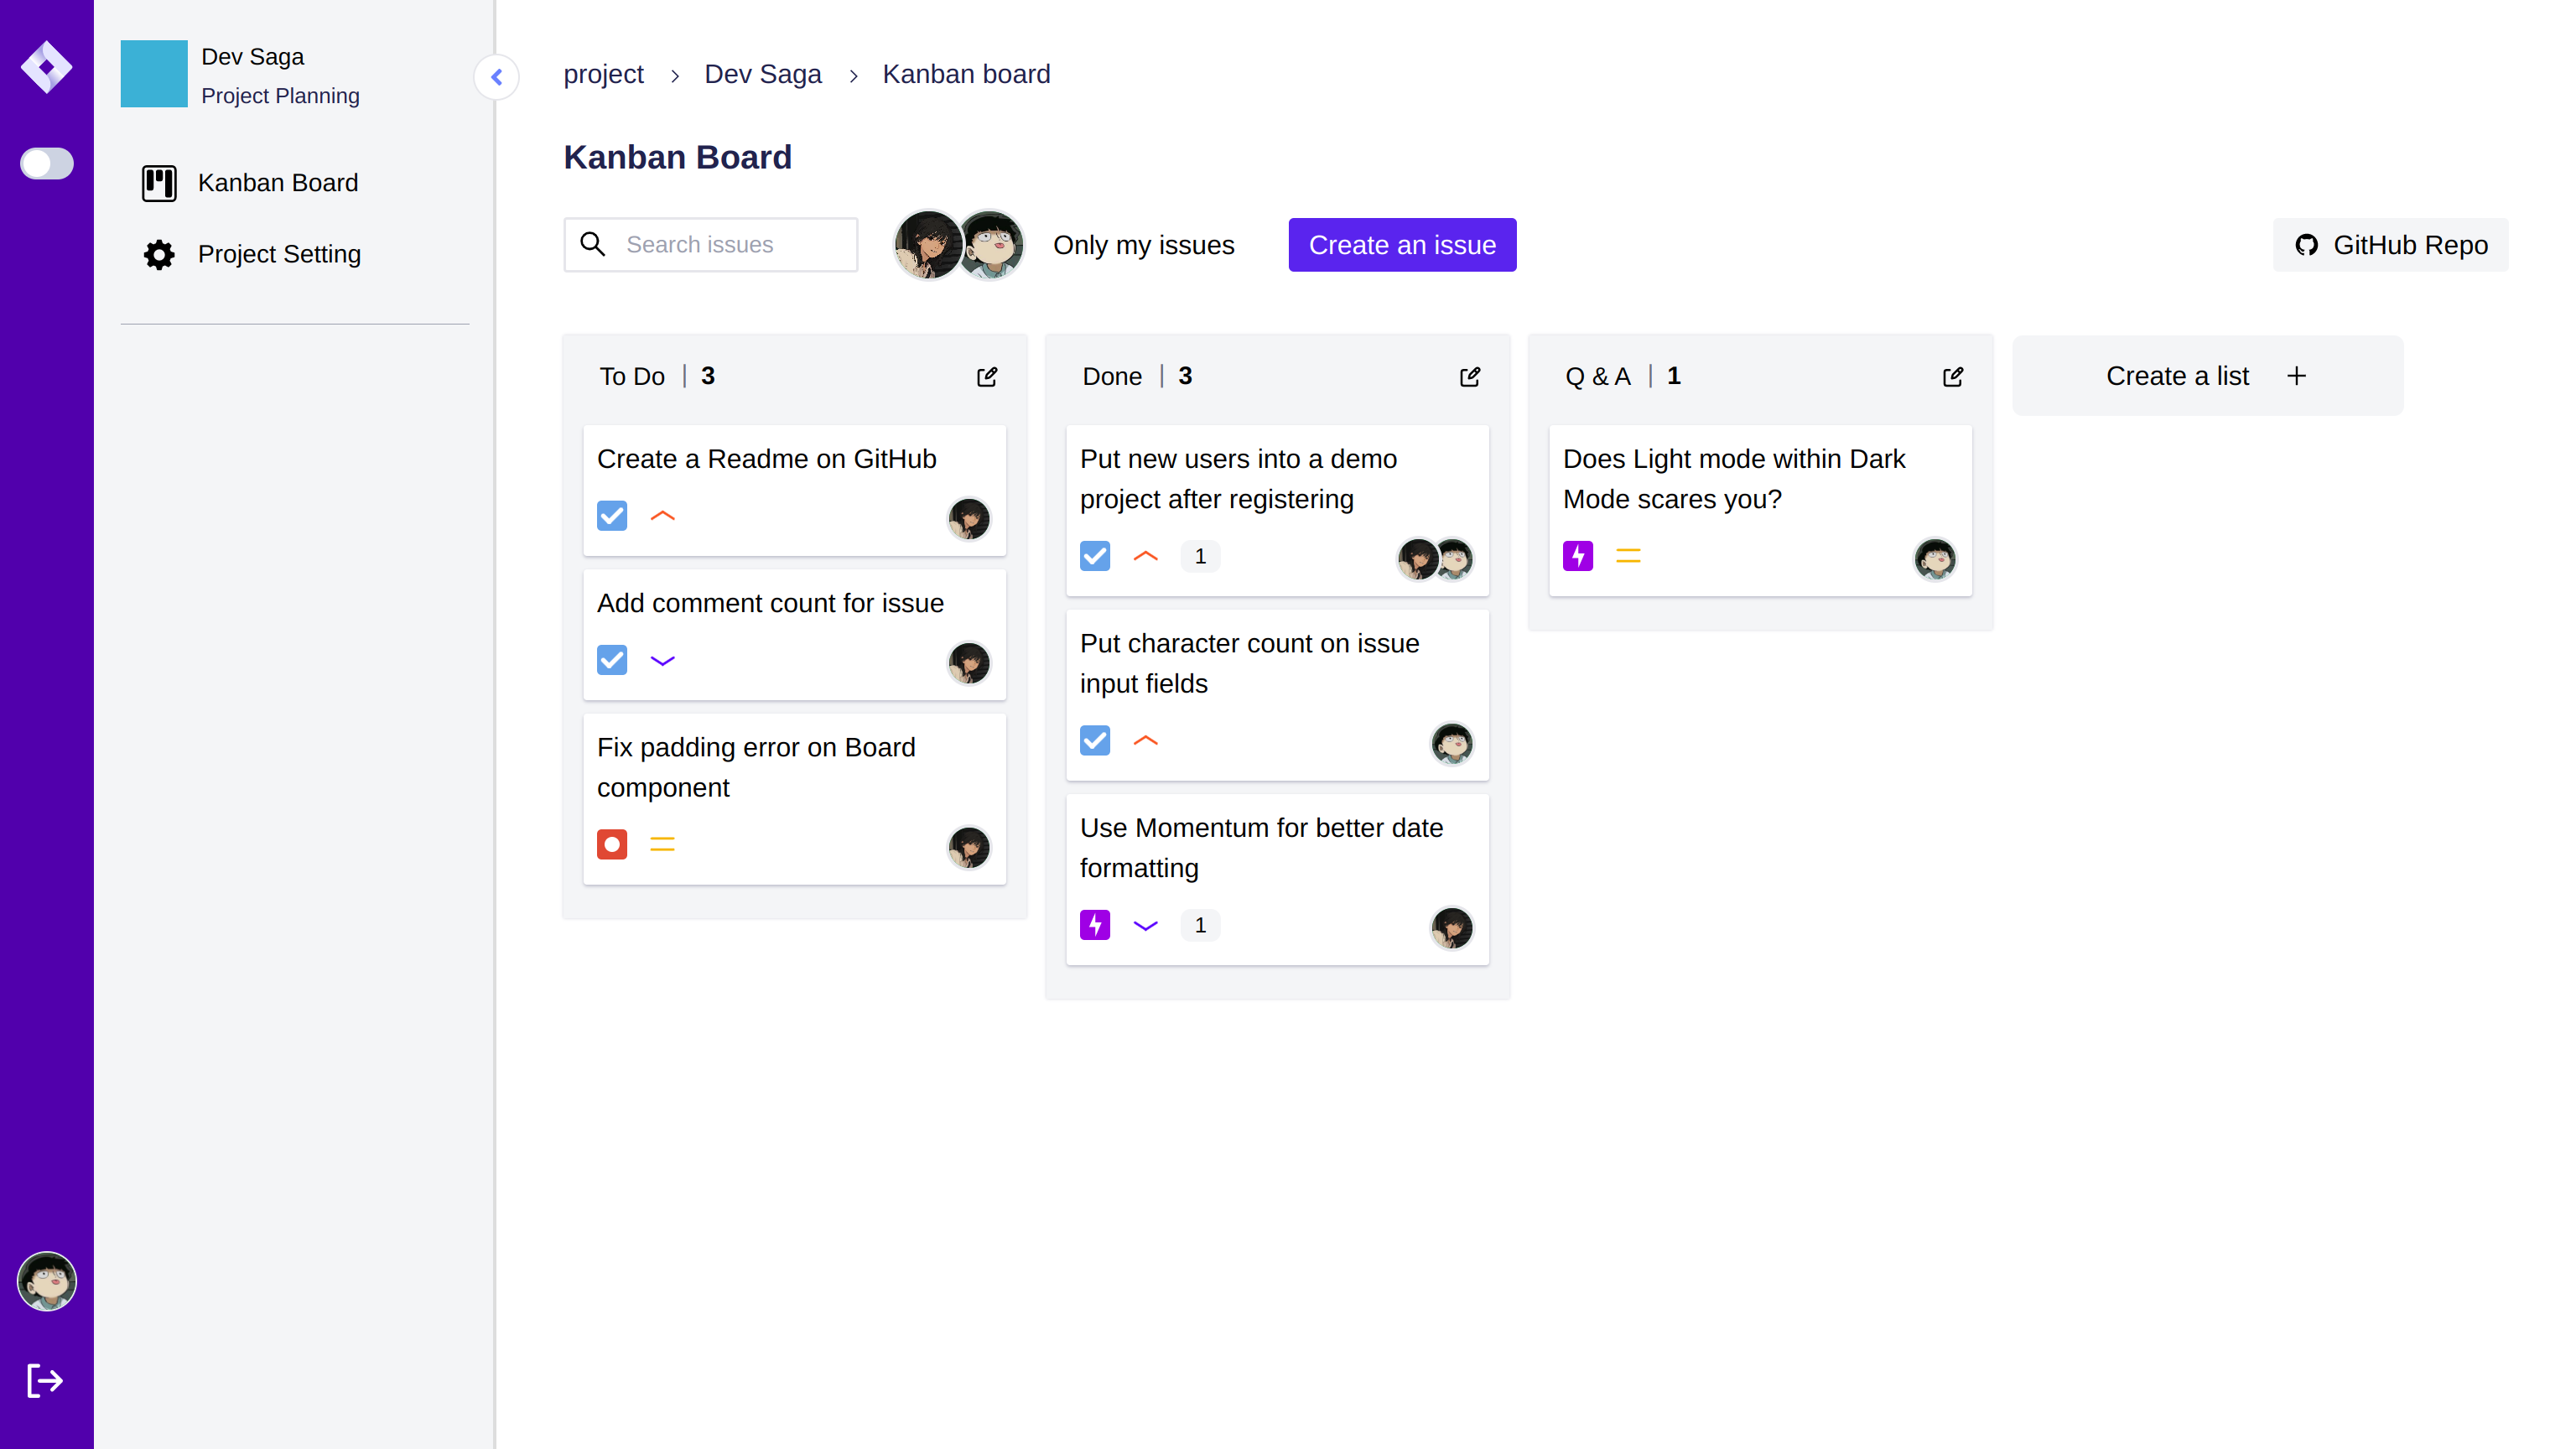 Dev Saga
Project Planning
Kanban Board
Project Setting
project > Dev Saga > Kanban board
Kanban Board
Search issues
Only my issues
Create an issue
GitHub Repo
To Do | 3
Create a Readme on GitHub
Add comment count for issue
Fix padding error on Board
component
Done | 3
Put new users into a demo
project after registering
1
Put character count on issue
input fields
Use Momentum for better date
formatting
1
Q & A | 1
Does Light mode within Dark
Mode scares you?
Create a list +